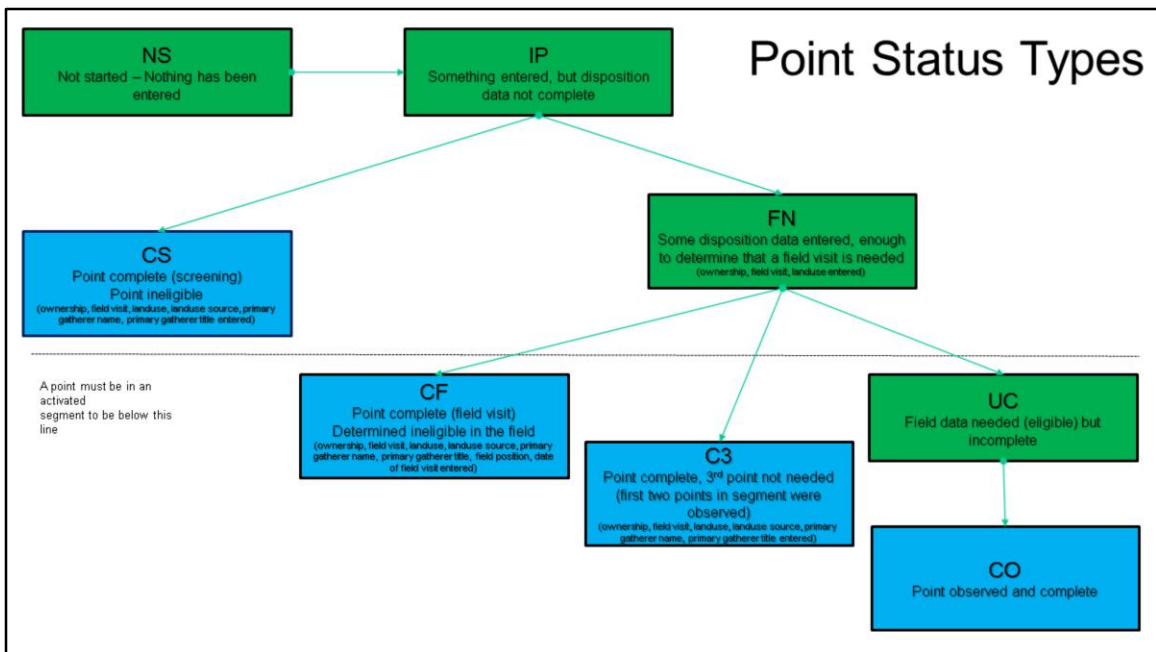 Point Status Types
NS
Not started – Nothing has been
entered
IP
Something entered, but disposition
data not complete
FN
Some disposition data entered, enough
to determine that a field visit is needed
(ownership, field visit, landuse entered)
CS
Point complete (screening)
Point ineligible
(ownership, field visit, landuse, landuse source, primary
gatherer name, primary gatherer title entered)
A point must be in an
activated
segment to be below this
line
CF
Point complete (field visit)
Determined ineligible in the field
(ownership, field visit, landuse, landuse source, primary
gatherer name, primary gatherer title, field position, date
of field visit entered)
C3
Point complete, 3rd point not needed
(first two points in segment were
observed)
(ownership, field visit, landuse, landuse source, primary
gatherer name, primary gatherer title entered)
UC
Field data needed (eligible) but
incomplete
CO
Point observed and complete